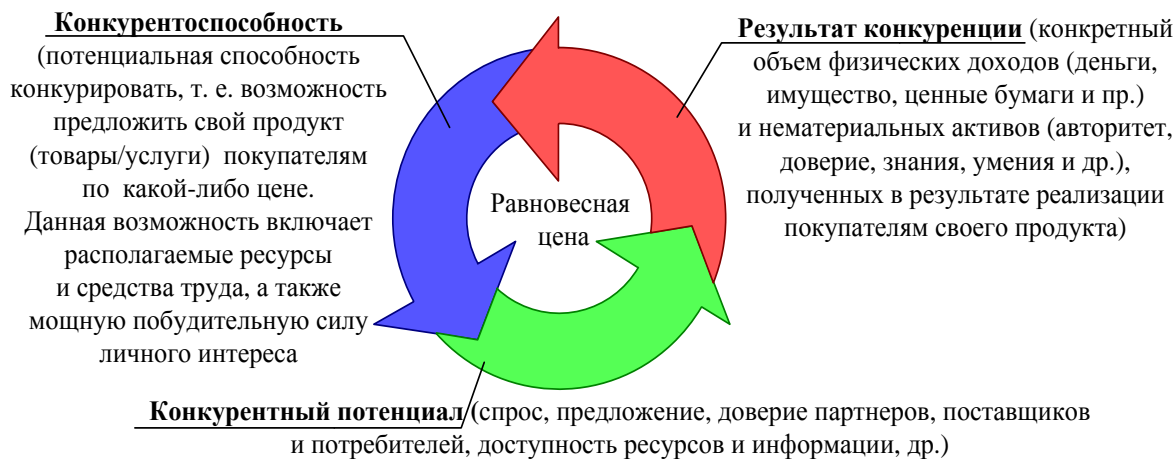 Конкурентоспособность
(потенциальная способность
конкурировать, т. е. возможность
предложить свой продукт
(товары/услуги) покупателям
по какой-либо цене.
Данная возможность включает
располагаемые ресурсы
и средства труда, а также
мощную побудительную силу
личного интереса
Результат конкуренции (конкретный
объем физических доходов (деньги,
имущество, ценные бумаги и пр.)
и нематериальных активов (авторитет,
доверие, знания, умения и др.),
полученных в результате реализации
покупателям своего продукта)
Равновесная
цена
Конкурентный потенциал (спрос, предложение, доверие партнеров, поставщиков
и потребителей, доступность ресурсов и информации, др.)